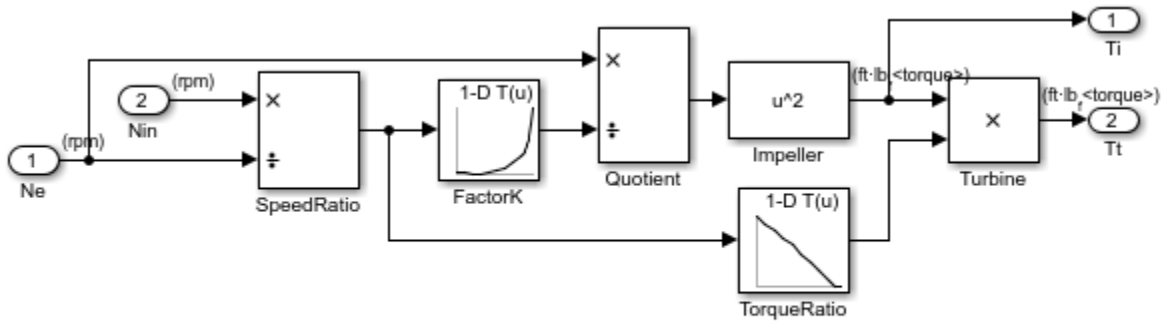 1
Ti
(rpm)
×
1-D T(u)
(ft·lbf<torque>)
(ft·lbf<torque>)
2
Nin
×
÷
FactorK
×
÷
Quotient
u^2
Impeller
×
Turbine
2
Tt
(rpm)
1
Ne
SpeedRatio
1-D T(u)
TorqueRatio